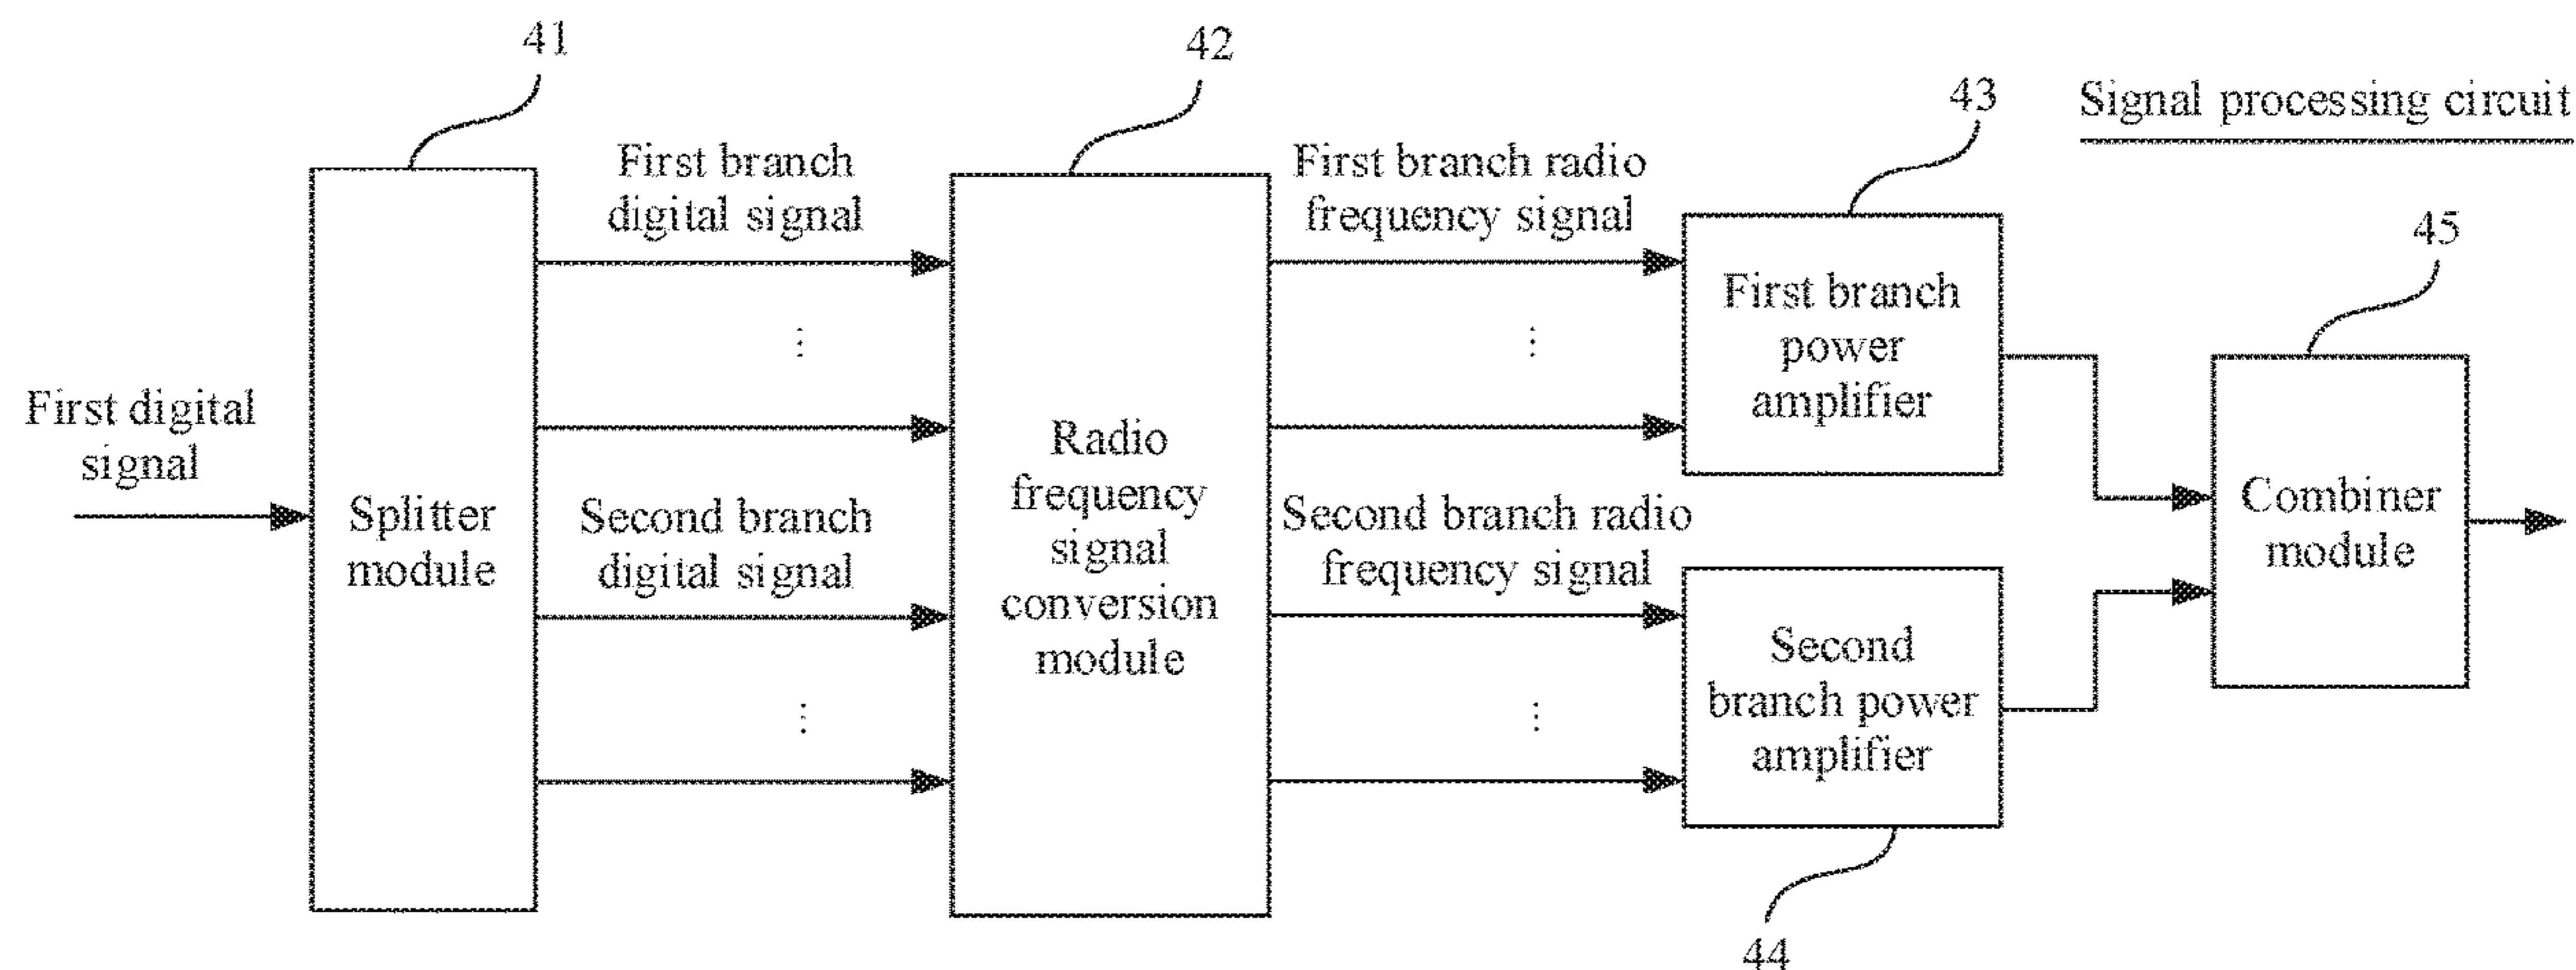 41
42
43
Signal processing circuit
First branch
digital signal
First branch radio
frequency signal
45
First branch
power
amplifier
First digital
signal
Splitter
module
Second branch
digital signal
Radio
frequency
signal
conversion
module
Second branch radio
frequency signal
Combiner
module
Second
branch power
amplifier
44